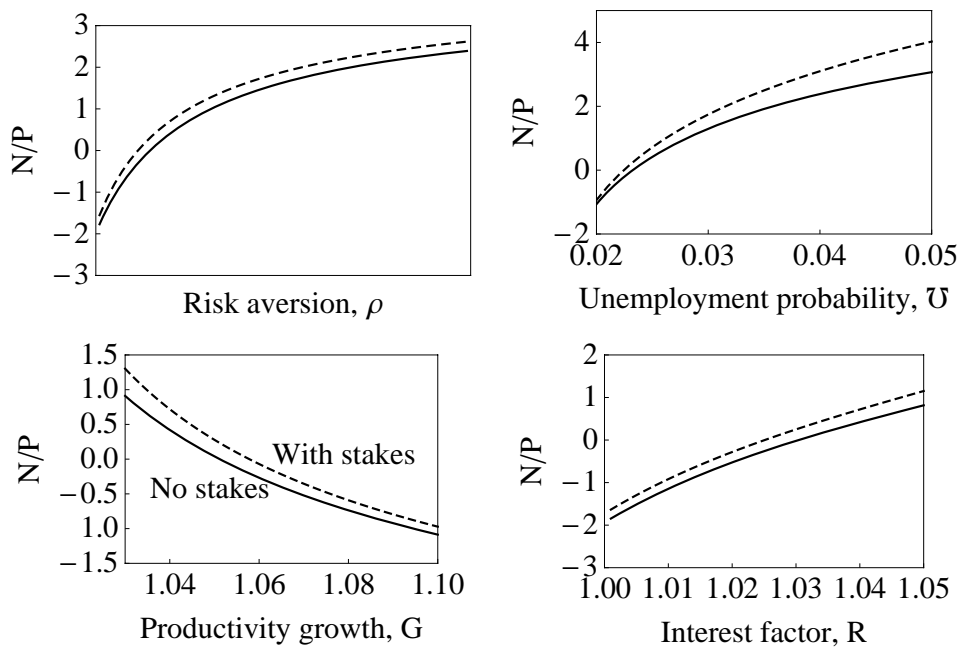 3
2
1
0
−1
−2
−3
N/P
Risk aversion, ρ
4
2
0
−2
N/P
0.02 0.03 0.04 0.05
Unemployment probability, ℧
1.5
1.0
0.5
0.0
−0.5
1.0
−1.5
N/P
With stakes
No stakes
1.04 1.06 1.08 1.10
Productivity growth, G
2
1
0
−1
−2
−3
N/P
1.00 1.01 1.02 1.03 1.04 1.05
Interest factor, R